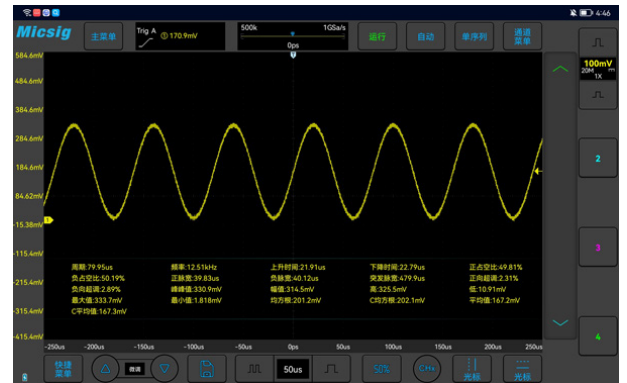 4:46
Micsig 主菜单 Trig A ① 170.9mV 500k 1GSa/s 0ps 运行 自动 单序列 通道菜单
T
100mV
20M
1X
584.6mV
484.6mV
384.6mV
284.6mV
184.6mV
84.62mV
1
-15.38mV
-115.4mV
-215.4mV
-315.4mV
-415.4mV
2
3
4
周期:79.95us 频率:12.51kHz 上升时间:21.91us 下降时间:22.79us 正占空比:49.81%
负占空比:50.19% 正脉宽:39.83us 负脉宽:40.12us 突发脉宽:479.9us 正向超调:2.31%
负向超调:2.89% 峰峰值:330.9mV 幅值:314.5mV 高:325.5mV 低:10.91mV
最大值:333.7mV 最小值:1.818mV 均方根:201.2mV C均方根:202.1mV 平均值:167.2mV
C平均值:167.3mV
-250us -200us -150us -100us -50us 0ps 50us 100us 150us 200us 250us
快捷菜单 微调 50us 50% CHx 光标 光标